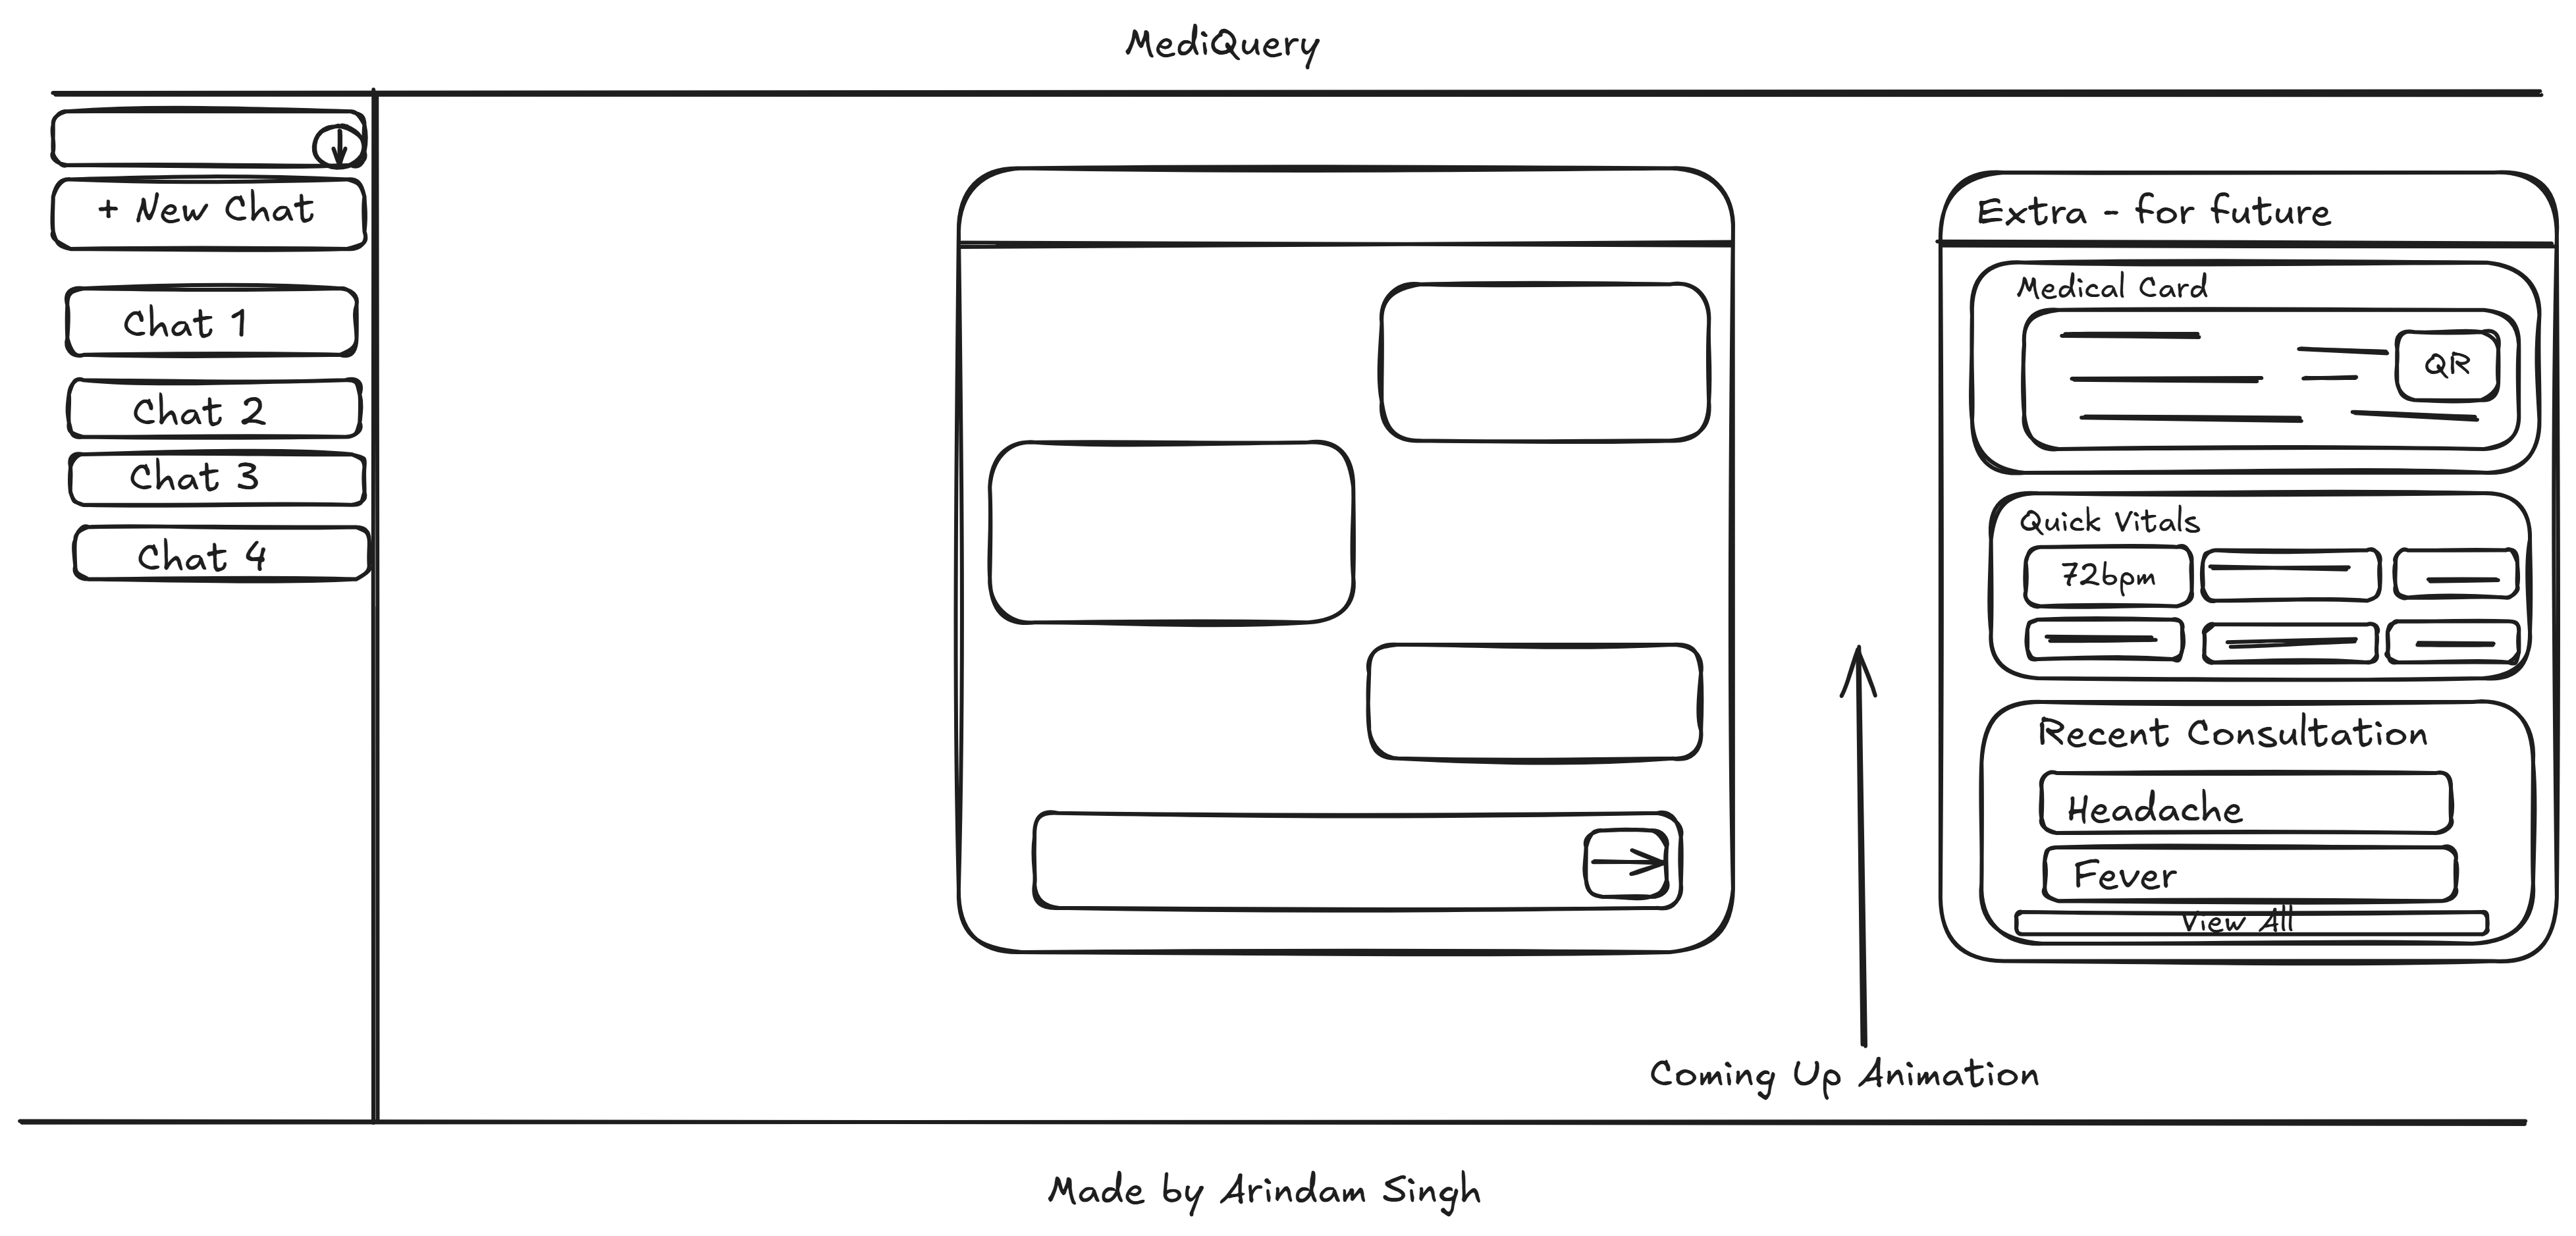 MediQuery
+ New Chat
Chat 1
Chat 2
Chat 3
Chat 4
Extra - for future
Medical Card
QR
Quick Vitals
72bpm
Recent Consultation
Headache
Fever
View All
Coming Up Animation
Made by Arindam Singh